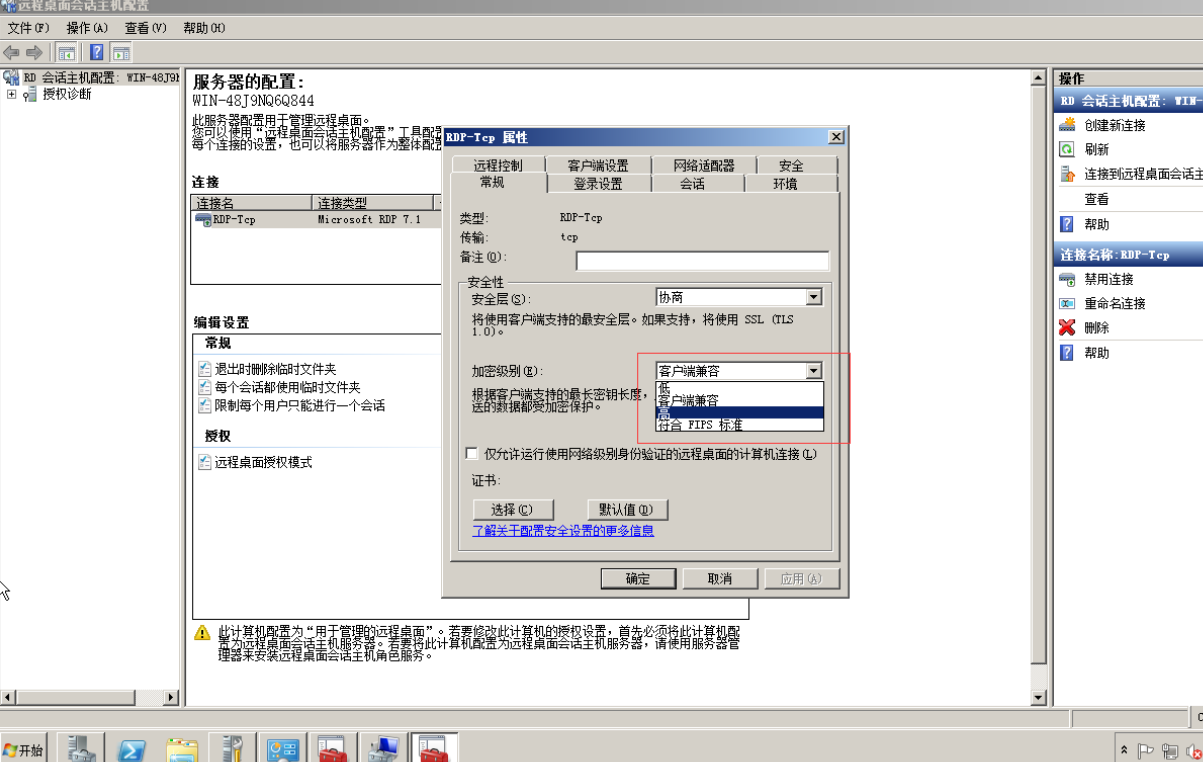 远程桌面会话主机配置
文件(F) 操作(A) 查看(V) 帮助(H)
RD 会话主机配置: WIN-48J9
授权诊断
服务器的配置:
WIN-48J9NQ6Q844
此服务器配置用于管理远程桌面。
您可以使用“远程桌面会话主机配置”工具配置
每个连接的设置，也可以将服务器作为整体配
连接
连接名 连接类型
RDP-Tcp Microsoft RDP 7.1
编辑设置
常规
退出时删除临时文件夹
每个会话都使用临时文件夹
限制每个用户只能进行一个会话
授权
远程桌面授权模式
此计算机配置为“用于管理的远程桌面”。若要修改此计算机的授权设置，首先必须将此计算机配
置为远程桌面会话主机服务器。若要将此计算机配置为远程桌面会话主机服务器，请使用服务器管
理器来安装远程桌面会话主机角色服务。
RDP-Tcp 属性
远程控制 客户端设置 网络适配器 安全
常规 登录设置 会话 环境
类型: RDP-Tcp
传输: tcp
备注(O):
安全性
安全层(S): 协商
将使用客户端支持的最安全层。如果支持，将使用 SSL (TLS
1.0)。
加密级别(E): 客户端兼容
低
客户端兼容
高
符合 FIPS 标准
根据客户端支持的最长密钥长度，
送的数据都受加密保护。
仅允许运行使用网络级别身份验证的远程桌面的计算机连接(L)
证书:
选择(C) 默认值(D)
了解关于配置安全设置的更多信息
确定 取消 应用(A)
操作
RD 会话主机配置: WIN-
创建新连接
刷新
连接到远程桌面会话主
查看
帮助
连接名称:RDP-Tcp
禁用连接
重命名连接
删除
帮助
开始